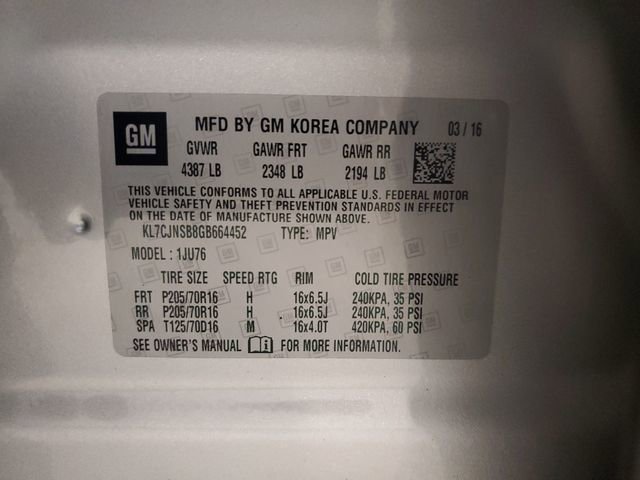 GM MFD BY GM KOREA COMPANY 03 / 16
GVWR GAWR FRT GAWR RR
4387 LB 2348 LB 2194 LB
THIS VEHICLE CONFORMS TO ALL APPLICABLE U.S. FEDERAL MOTOR
VEHICLE SAFETY AND THEFT PREVENTION STANDARDS IN EFFECT
ON THE DATE OF MANUFACTURE SHOWN ABOVE.
KL7CJNSB8GB664452 TYPE: MPV
MODEL : 1JU76
TIRE SIZE SPEED RTG RIM COLD TIRE PRESSURE
FRT P205/70R16 H 16x6.5J 240KPA, 35 PSI
RR P205/70R16 H 16x6.5J 240KPA, 35 PSI
SPA T125/70D16 M 16x4.0T 420KPA, 60 PSI
SEE OWNER'S MANUAL FOR MORE INFORMATION.